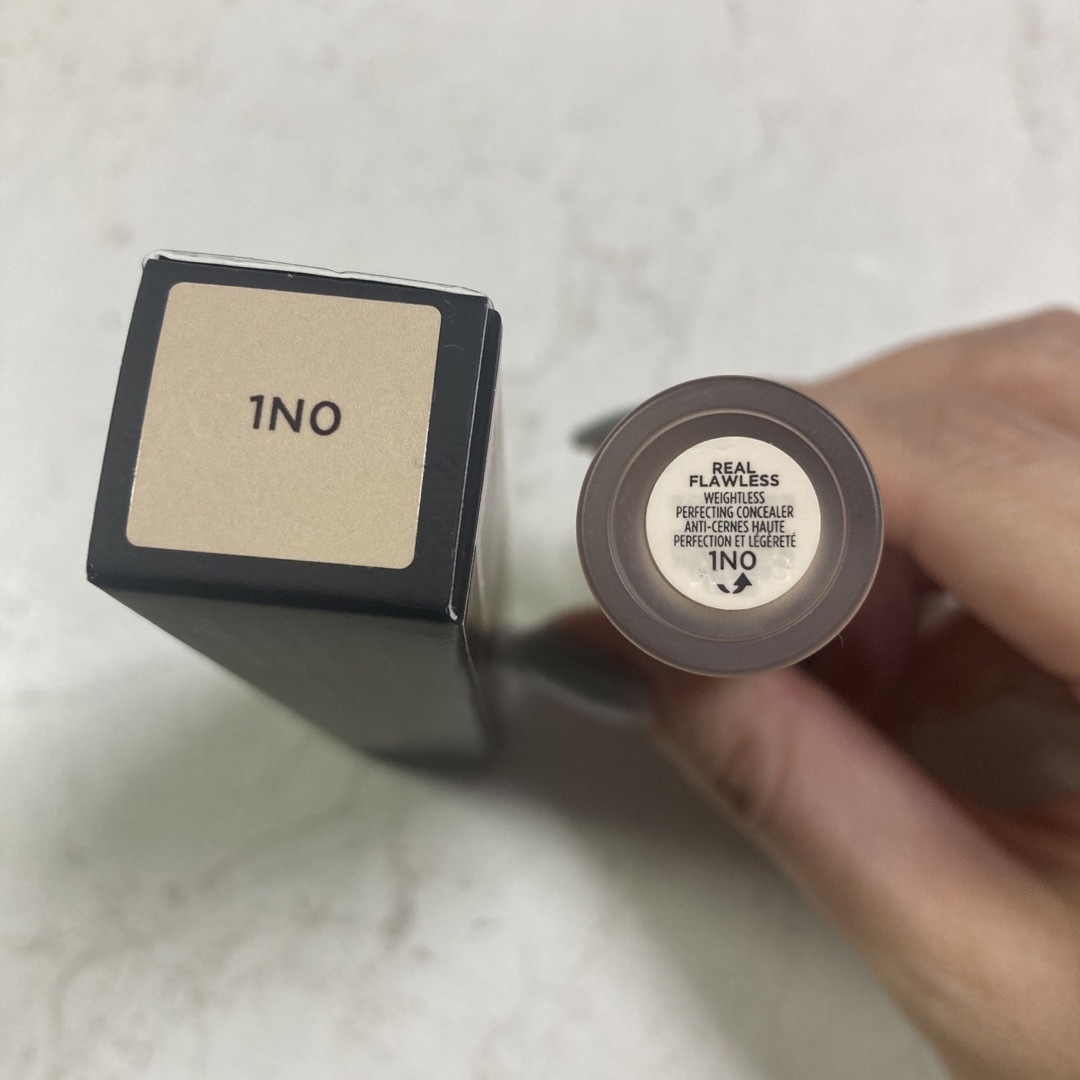 1N0
REAL
FLAWLESS
WEIGHTLESS
PERFECTING CONCEALER
ANTI-CERNES HAUTE
PERFECTION ET LÉGÈRETÉ
1N0